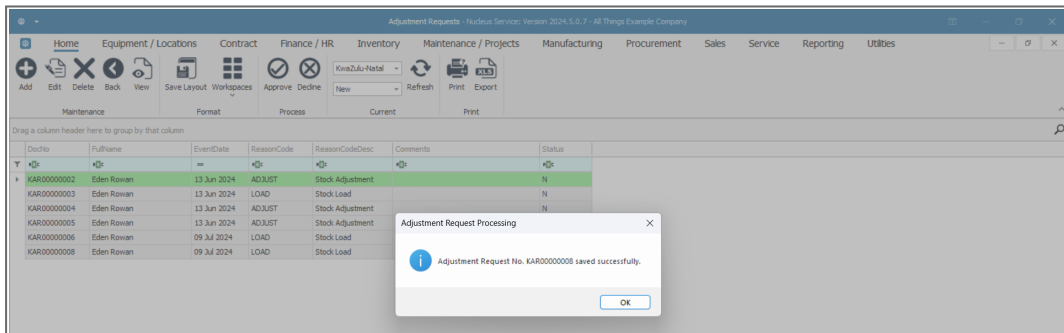 Adjustment Requests - Nucleus Service: Version 2024.5.0.7 - All Things Example Company
Home Equipment / Locations Contract Finance / HR Inventory Maintenance / Projects Manufacturing Procurement Sales Service Reporting Utilities
KwaZulu-Natal
New
Add Edit Delete Back View Save Layout Workspaces Approve Decline Refresh Print Export
Maintenance Format Process Current Print
Drag a column header here to group by that column
DocNo FullName EventDate ReasonCode ReasonCodeDesc Comments Status
KAR00000002 Eden Rowan 13 Jun 2024 ADJUST Stock Adjustment N
KAR00000003 Eden Rowan 13 Jun 2024 LOAD Stock Load N
KAR00000004 Eden Rowan 13 Jun 2024 ADJUST Stock Adjustment N
KAR00000005 Eden Rowan 13 Jun 2024 ADJUST Stock Adjustment
KAR00000006 Eden Rowan 09 Jul 2024 LOAD Stock Load
KAR00000008 Eden Rowan 09 Jul 2024 LOAD Stock Load
Adjustment Request Processing
Adjustment Request No. KAR00000008 saved successfully.
OK